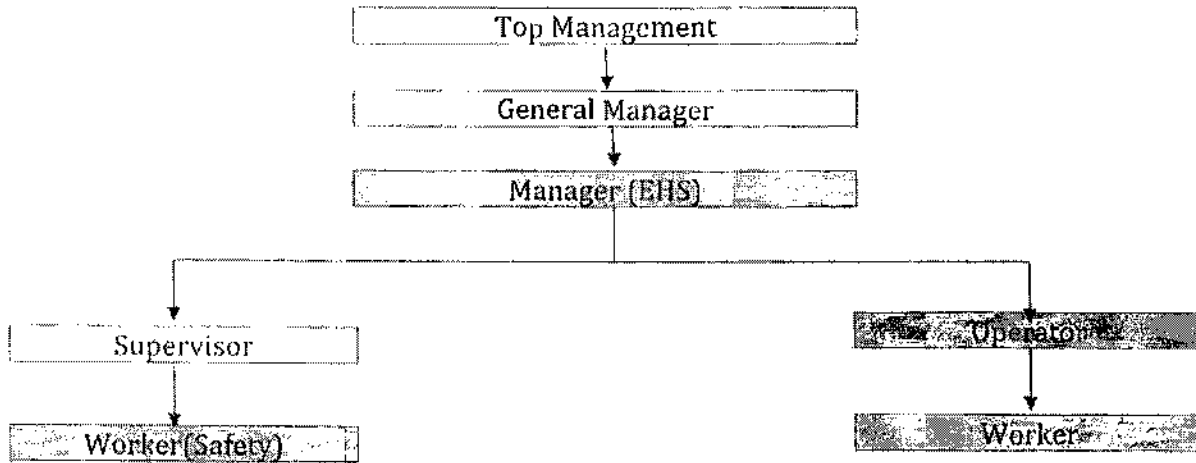 Top Management
General Manager
Manager (EHS)
Supervisor
Operator
Worker(Safety)
Worker